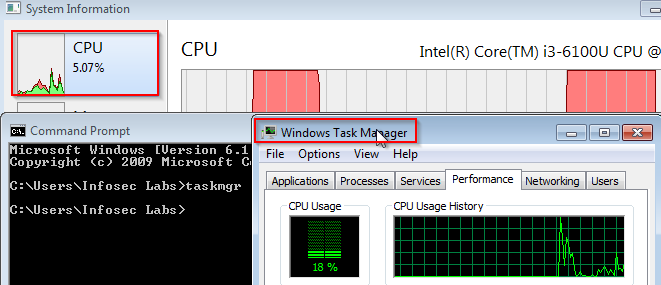 System Information
CPU
5.07%
CPU
Intel(R) Core(TM) i3-6100U CPU @
Command Prompt
Microsoft Windows [Version 6.1
Copyright (c) 2009 Microsoft Co
C:\Users\Infosec Labs>taskmgr
C:\Users\Infosec Labs>
Windows Task Manager
File Options View Help
Applications Processes Services Performance Networking Users
CPU Usage
CPU Usage History
18 %